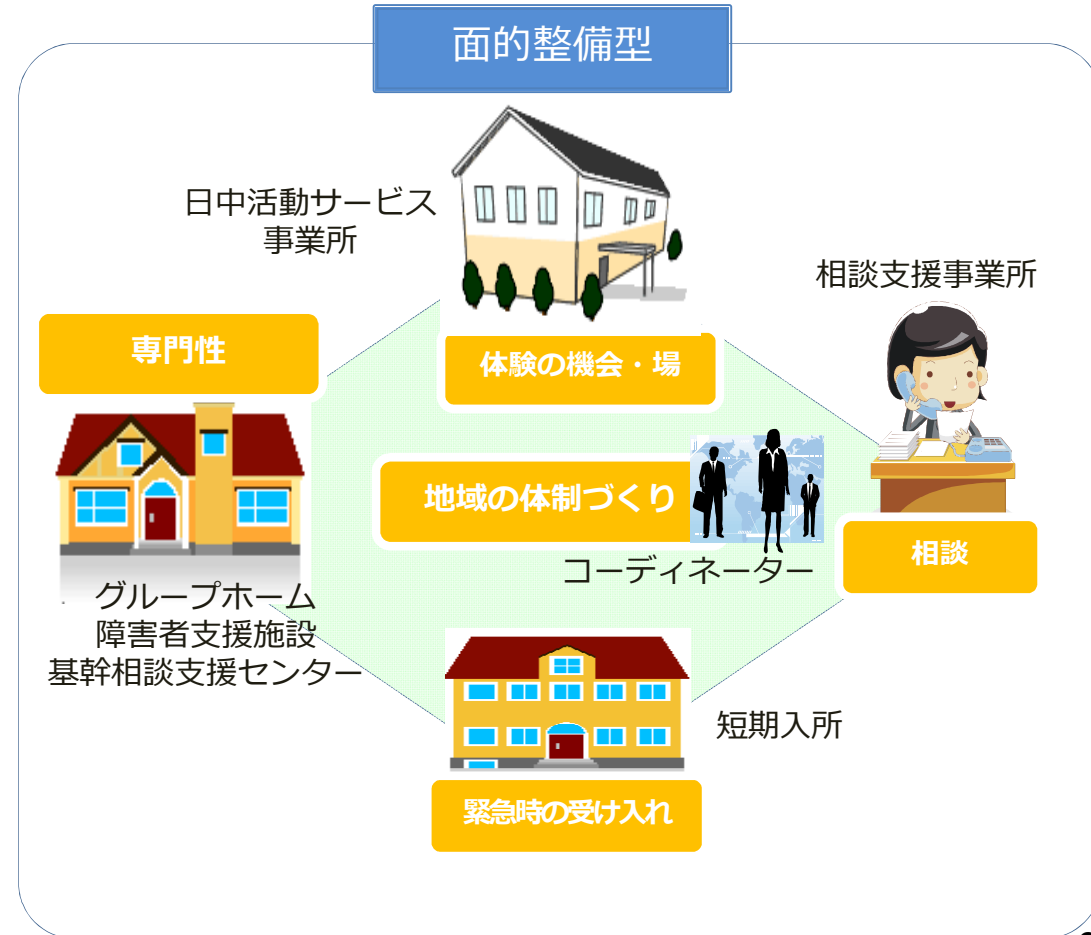 面的整備型
日中活動サービス
事業所
相談支援事業所
専門性
体験の機会・場
地域の体制づくり
コーディネーター
相談
グループホーム
障害者支援施設
基幹相談支援センター
短期入所
緊急時の受け入れ